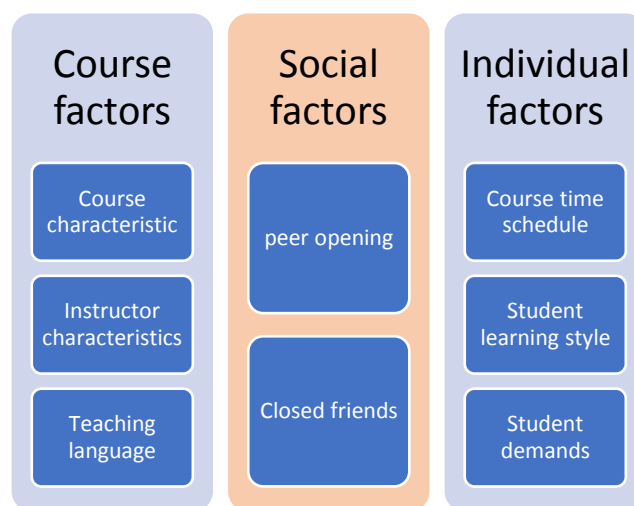 Course
factors
Course
characteristic
Instructor
characteristics
Teaching
language
Social
factors
peer opening
Closed friends
Individual
factors
Course time
schedule
Student
learning style
Student
demands